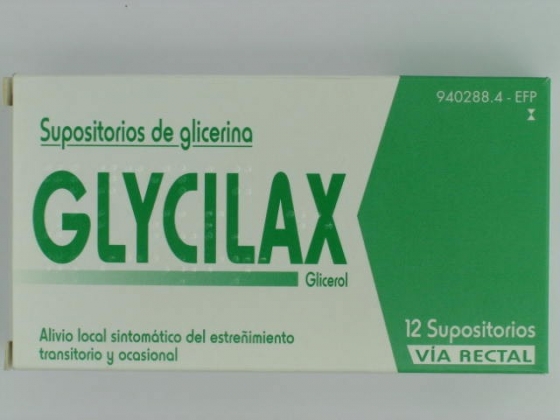 940288.4 - EFP
Supositorios de glicerina
GLYCILAX
Glicerol
Alivio local sintomático del estreñimiento
transitorio y ocasional
12 Supositorios
VÍA RECTAL